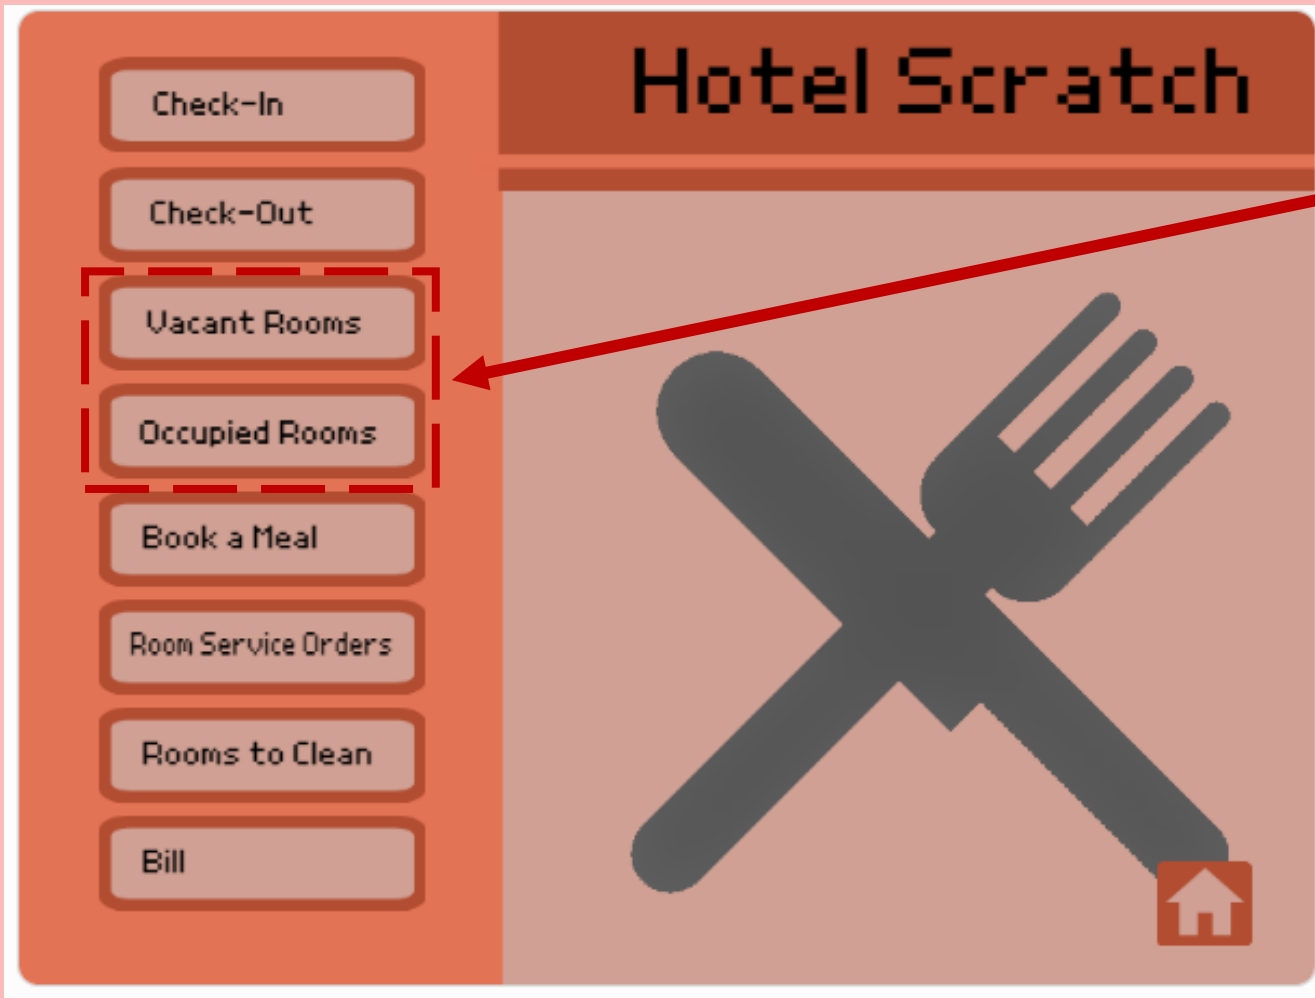 Hotel Scratch
Check-In
Check-Out
Vacant Rooms
Occupied Rooms
Book a Meal
Room Service Orders
Rooms to Clean
Bill